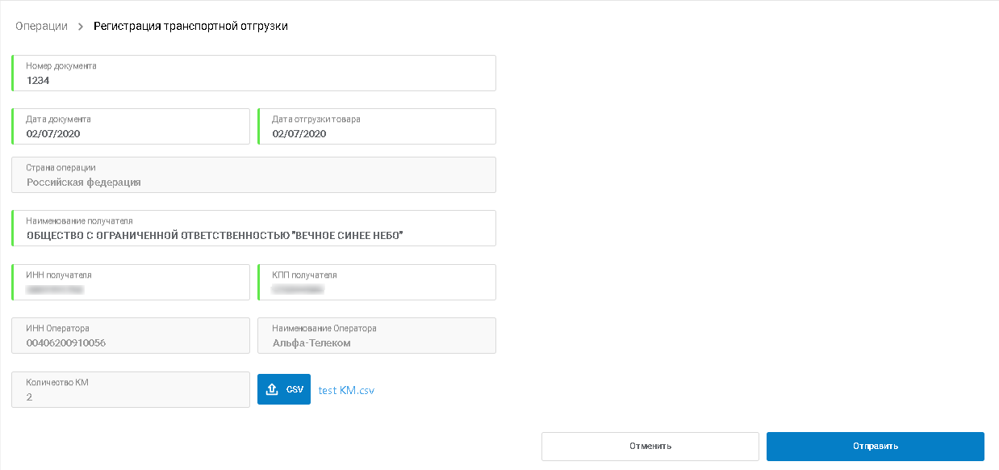 Операции > Регистрация транспортной отгрузки
Номер документа
1234
Дата документа
02/07/2020
Дата отгрузки товара
02/07/2020
Страна операции
Российская федерация
Наименование получателя
ОБЩЕСТВО С ОГРАНИЧЕННОЙ ОТВЕТСТВЕННОСТЬЮ "ВЕЧНОЕ СИНЕЕ НЕБО"
ИНН получателя
КПП получателя
ИНН Оператора
00406200910056
Наименование Оператора
Альфа-Телеком
Количество КМ
2
CSV
test KM.csv
Отменить
Отправить